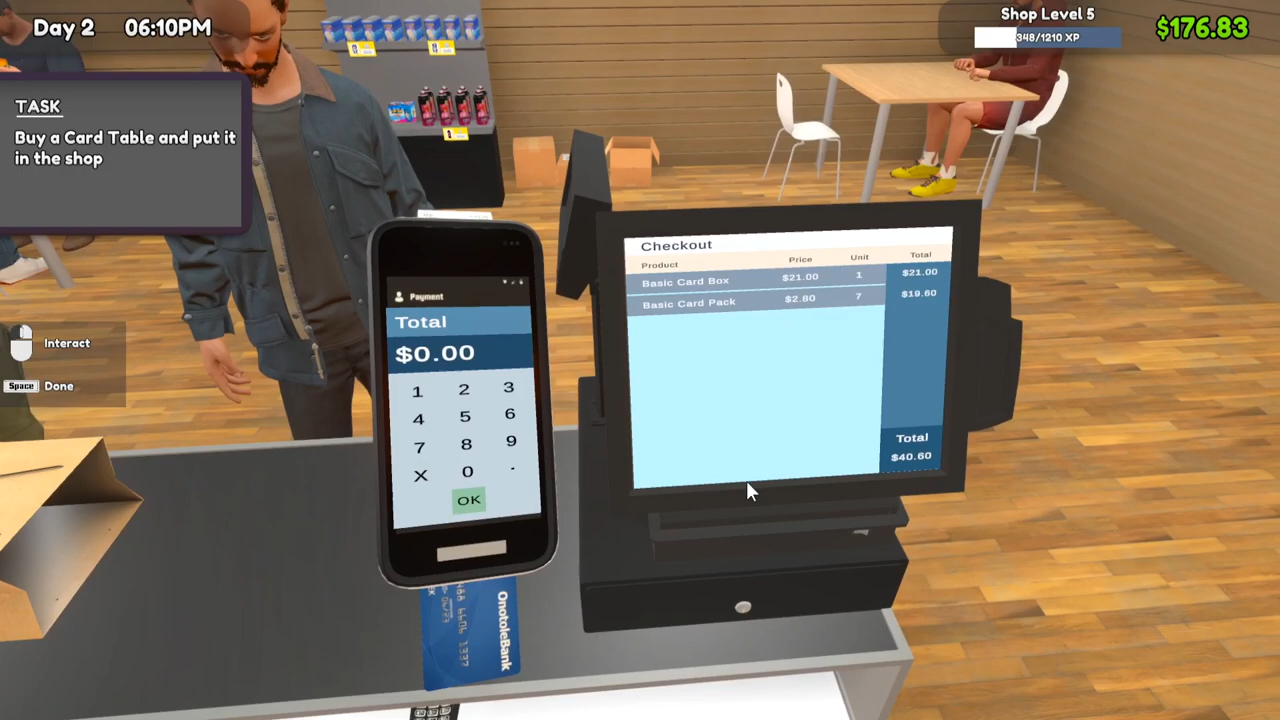 Day 2 06:10PM
Shop Level 5
348/1210 XP
$176.83
TASK
Buy a Card Table and put it
in the shop
Interact
Space Done
Payment
Total
$0.00
1 2 3
4 5 6
7 8 9
X 0 .
OK
Checkout
Product Price Unit Total
Basic Card Box $21.00 1 $21.00
Basic Card Pack $2.80 7 $19.60
Total
$40.60
OnotoleBank